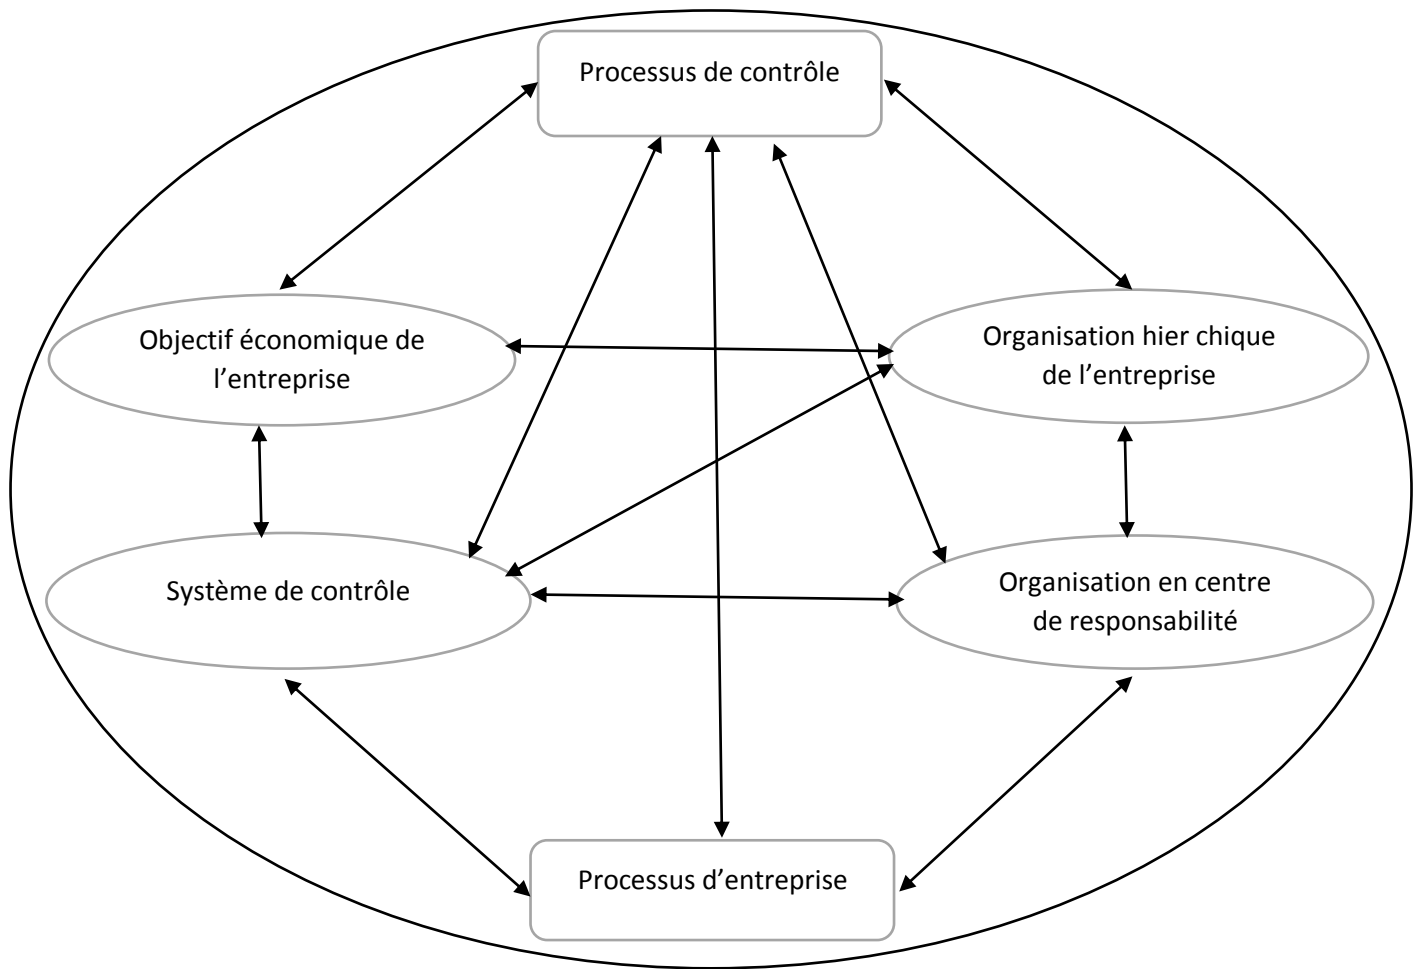 Processus de contrôle
Objectif économique de
l’entreprise
Organisation hier chique
de l’entreprise
Système de contrôle
Organisation en centre
de responsabilité
Processus d’entreprise